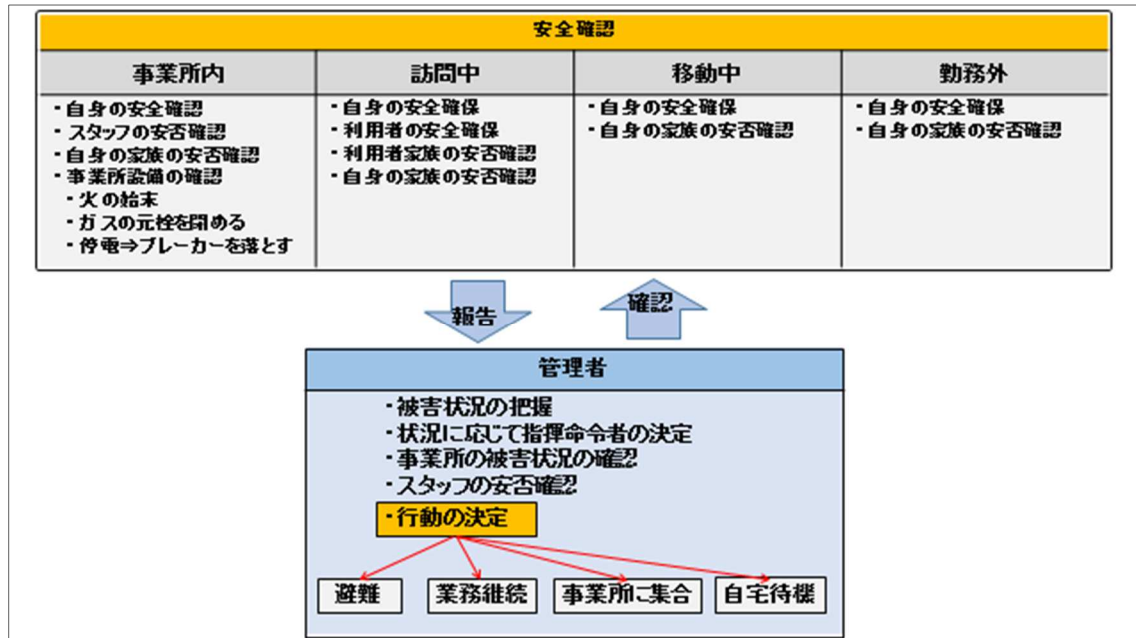 安全確認
事業所内
・自身の安全確認
・スタッフの安否確認
・自身の家族の安否確認
・事業所設備の確認
・火の始末
・ガスの元栓を閉める
・停電⇒ブレーカーを落とす
訪問中
・自身の安全確保
・利用者の安全確保
・利用者家族の安否確認
・自身の家族の安否確認
移動中
・自身の安全確保
・自身の家族の安否確認
勤務外
・自身の安全確保
・自身の家族の安否確認
報告
確認
管理者
・被害状況の把握
・状況に応じて指揮命令者の決定
・事業所の被害状況の確認
・スタッフの安否確認
・行動の決定
避難
業務継続
事業所に集合
自宅待機